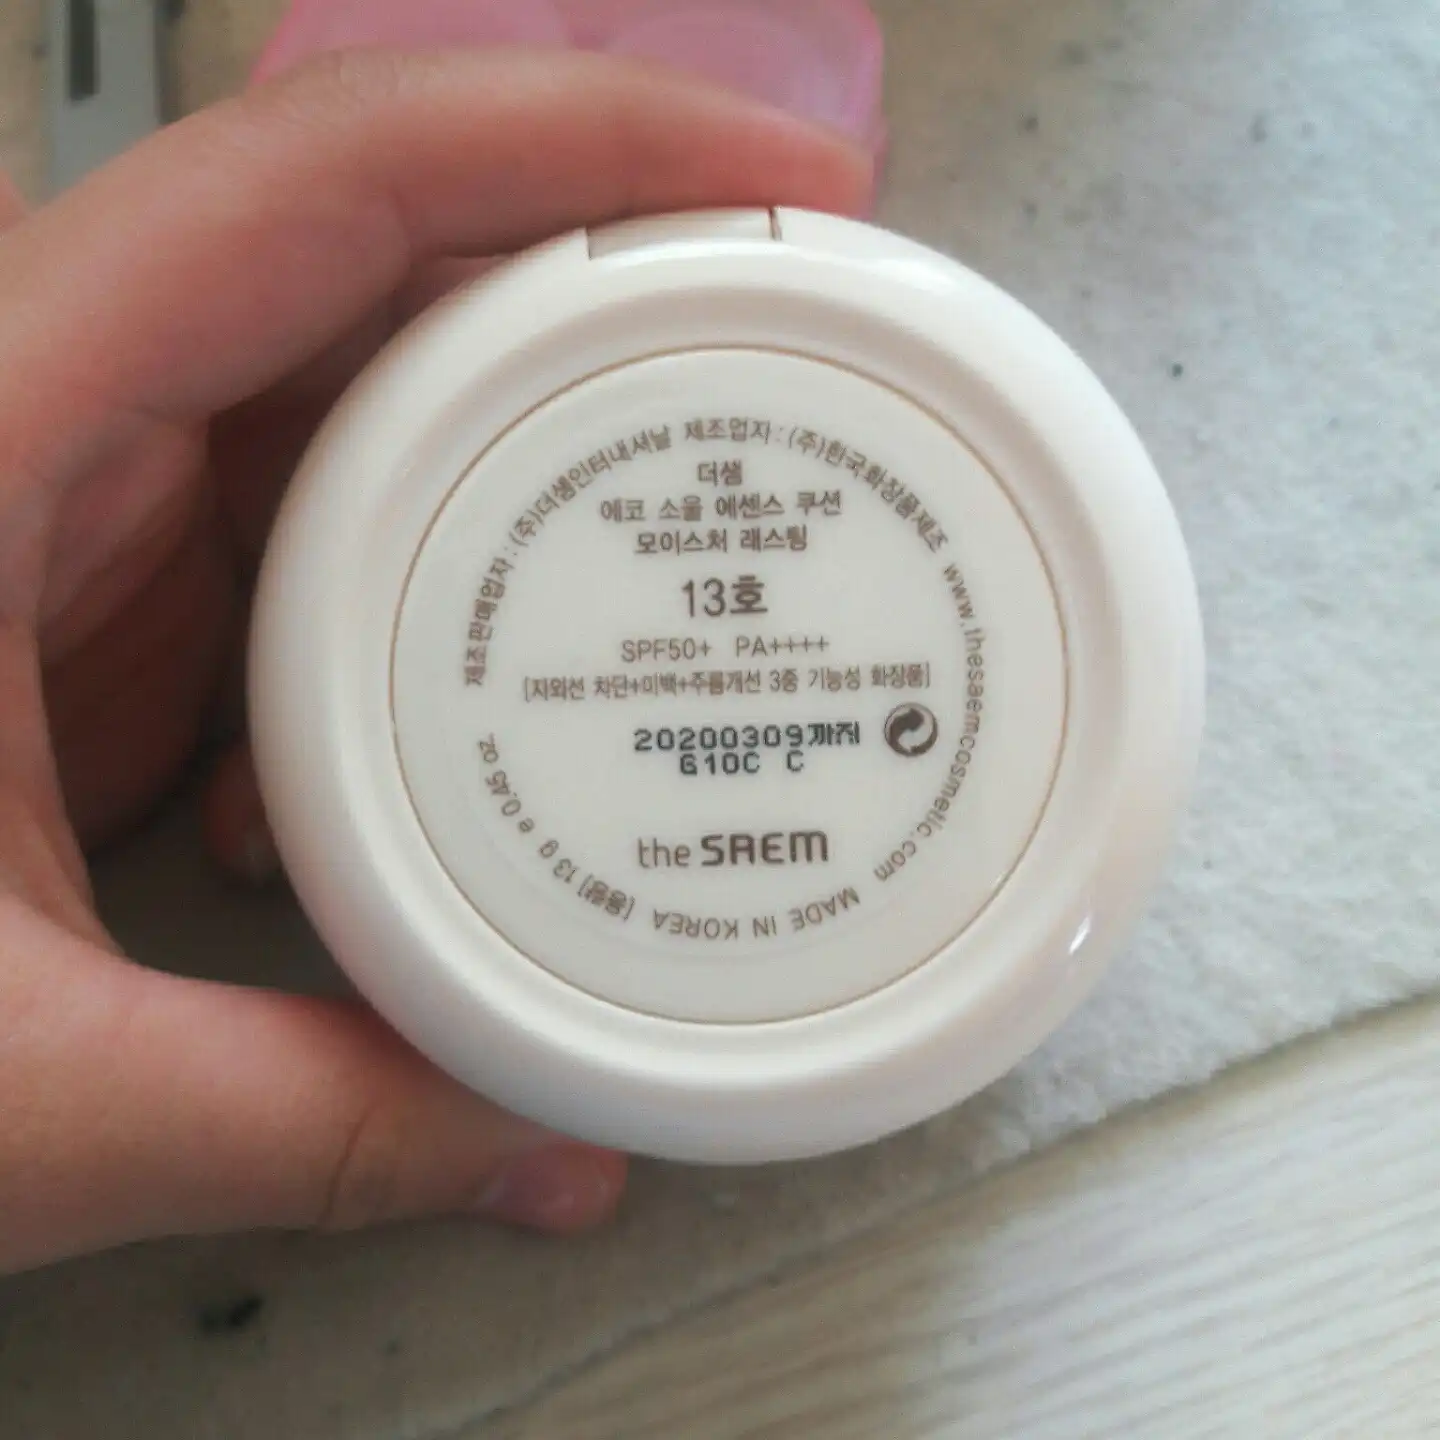 제조판매업자 : (주)더샘인터내셔날 제조업자 : (주)한국화장품제조 www.thesaemcosmetic.com
더샘
에코 소울 에센스 쿠션
모이스처 래스팅
13호
SPF50+ PA++++
[자외선 차단+미백+주름개선 3중 기능성 화장품]
20200309까지
G10C C
the SAEM
MADE IN KOREA [용량] 13 g e 0.45 oz.